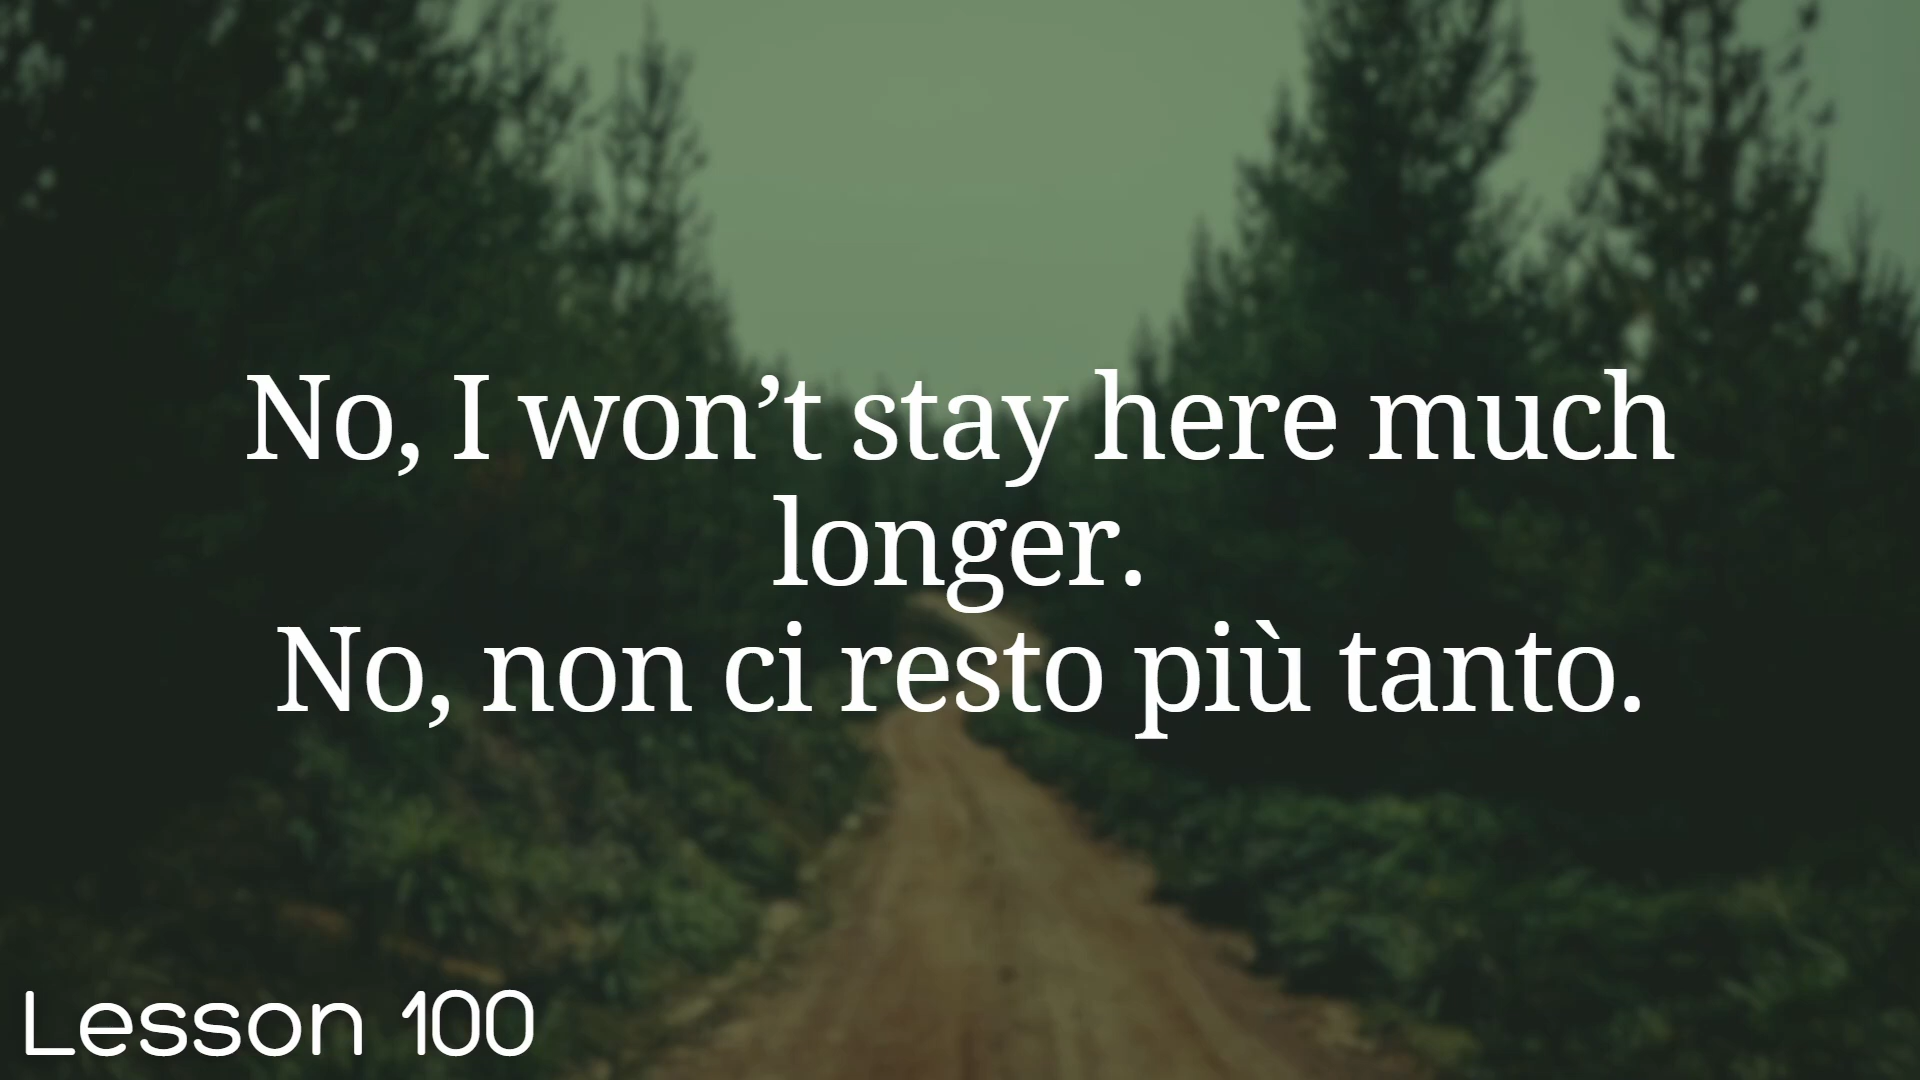 No, I won’t stay here much
longer.
No, non ci resto più tanto.
Lesson 100